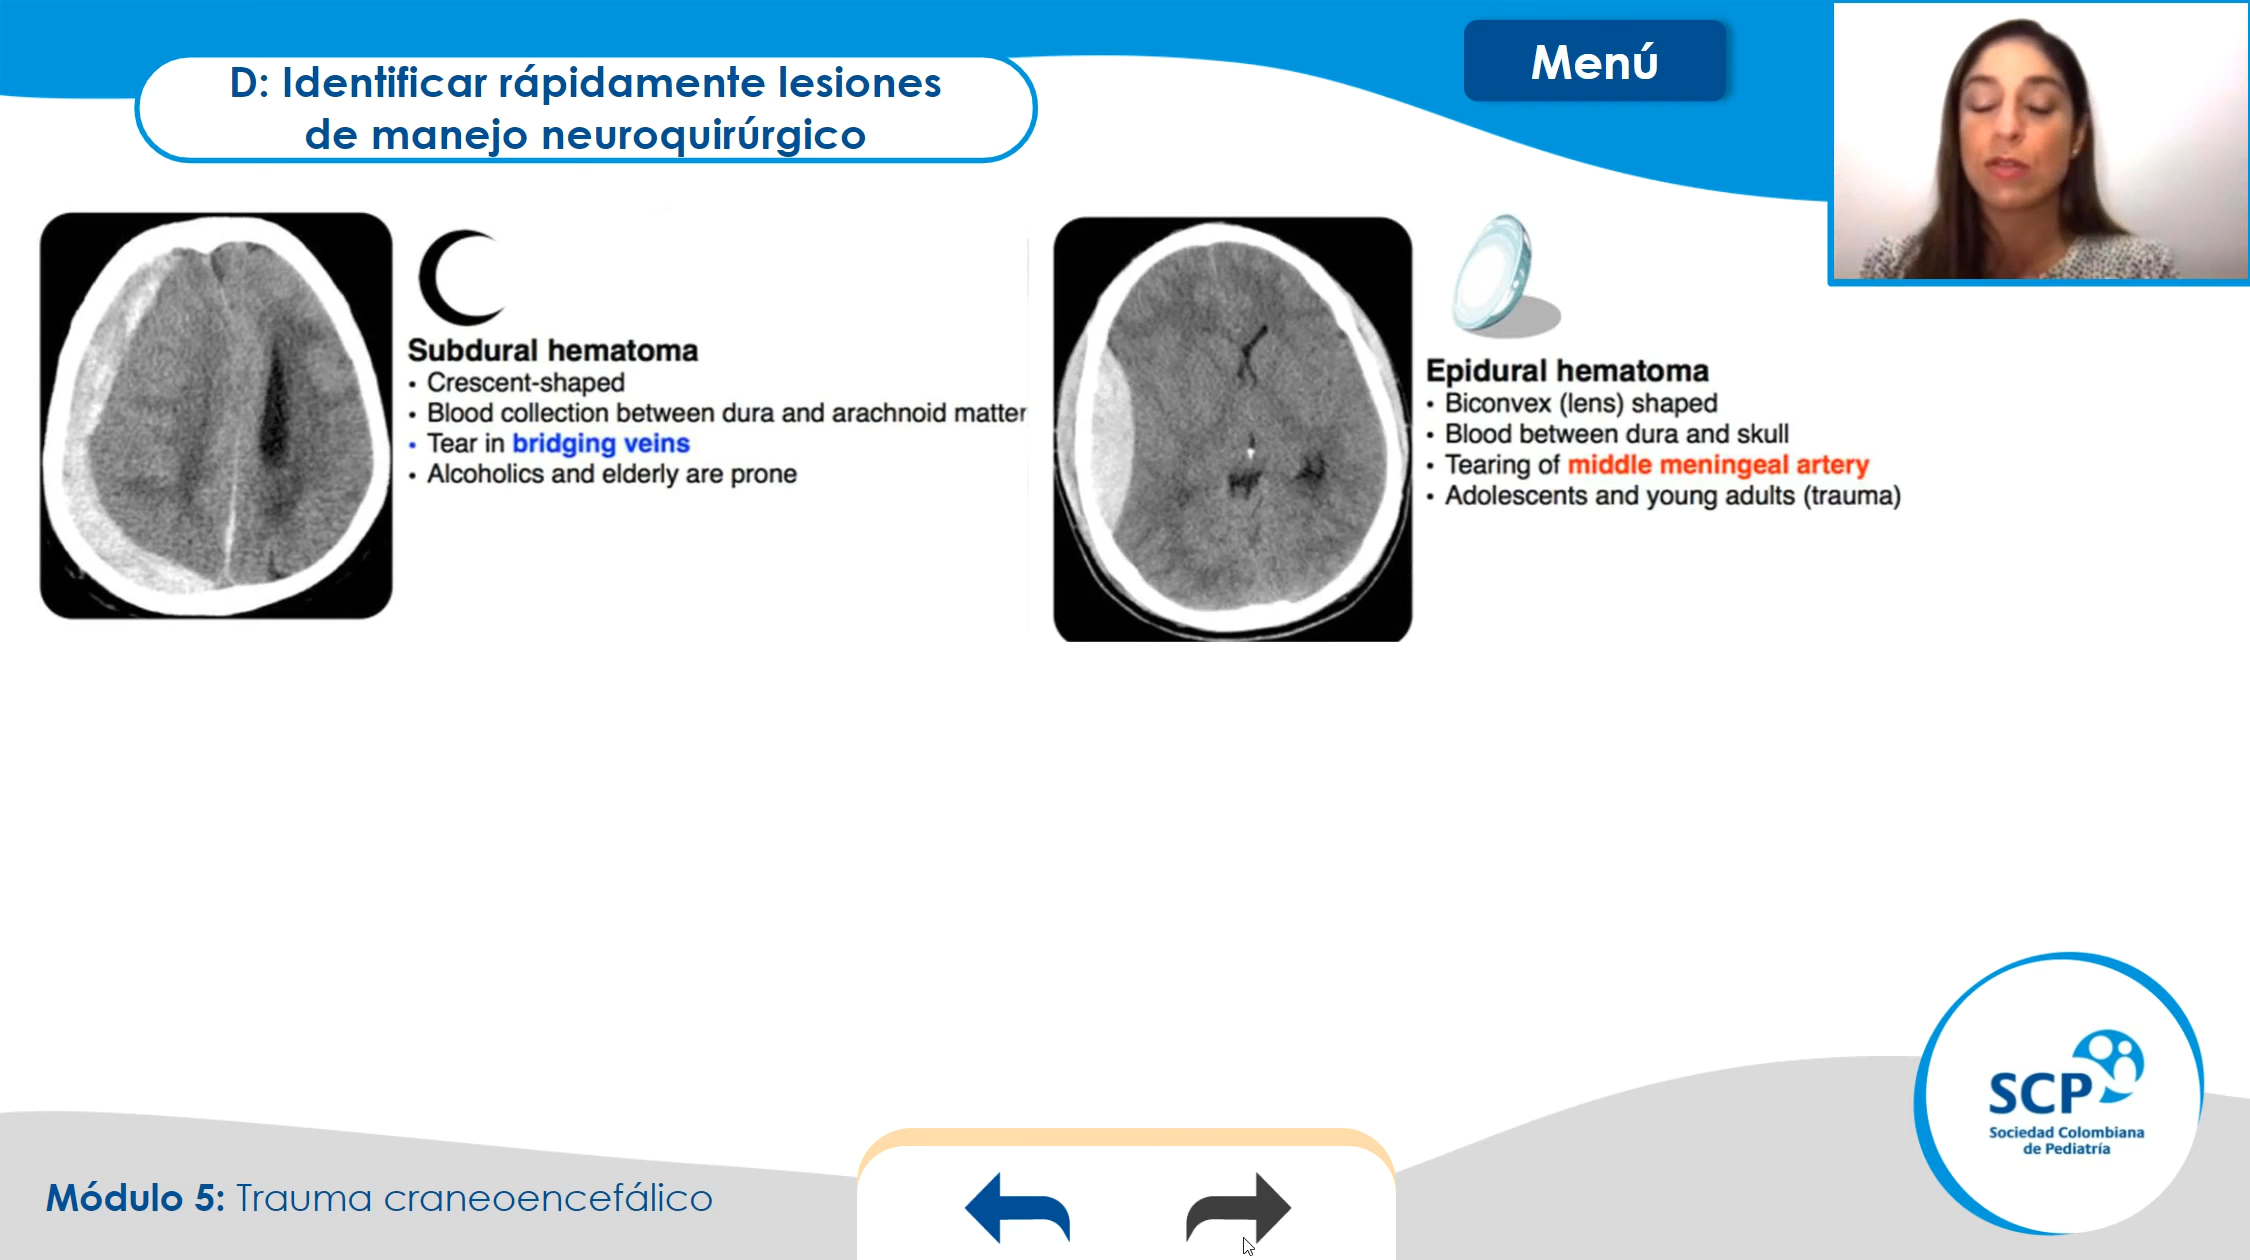 D: Identificar rápidamente lesiones
de manejo neuroquirúrgico
Menú
Subdural hematoma
• Crescent-shaped
• Blood collection between dura and arachnoid matter
• Tear in bridging veins
• Alcoholics and elderly are prone
Epidural hematoma
• Biconvex (lens) shaped
• Blood between dura and skull
• Tearing of middle meningeal artery
• Adolescents and young adults (trauma)
SCP
Sociedad Colombiana
de Pediatría
Módulo 5: Trauma craneoencefálico